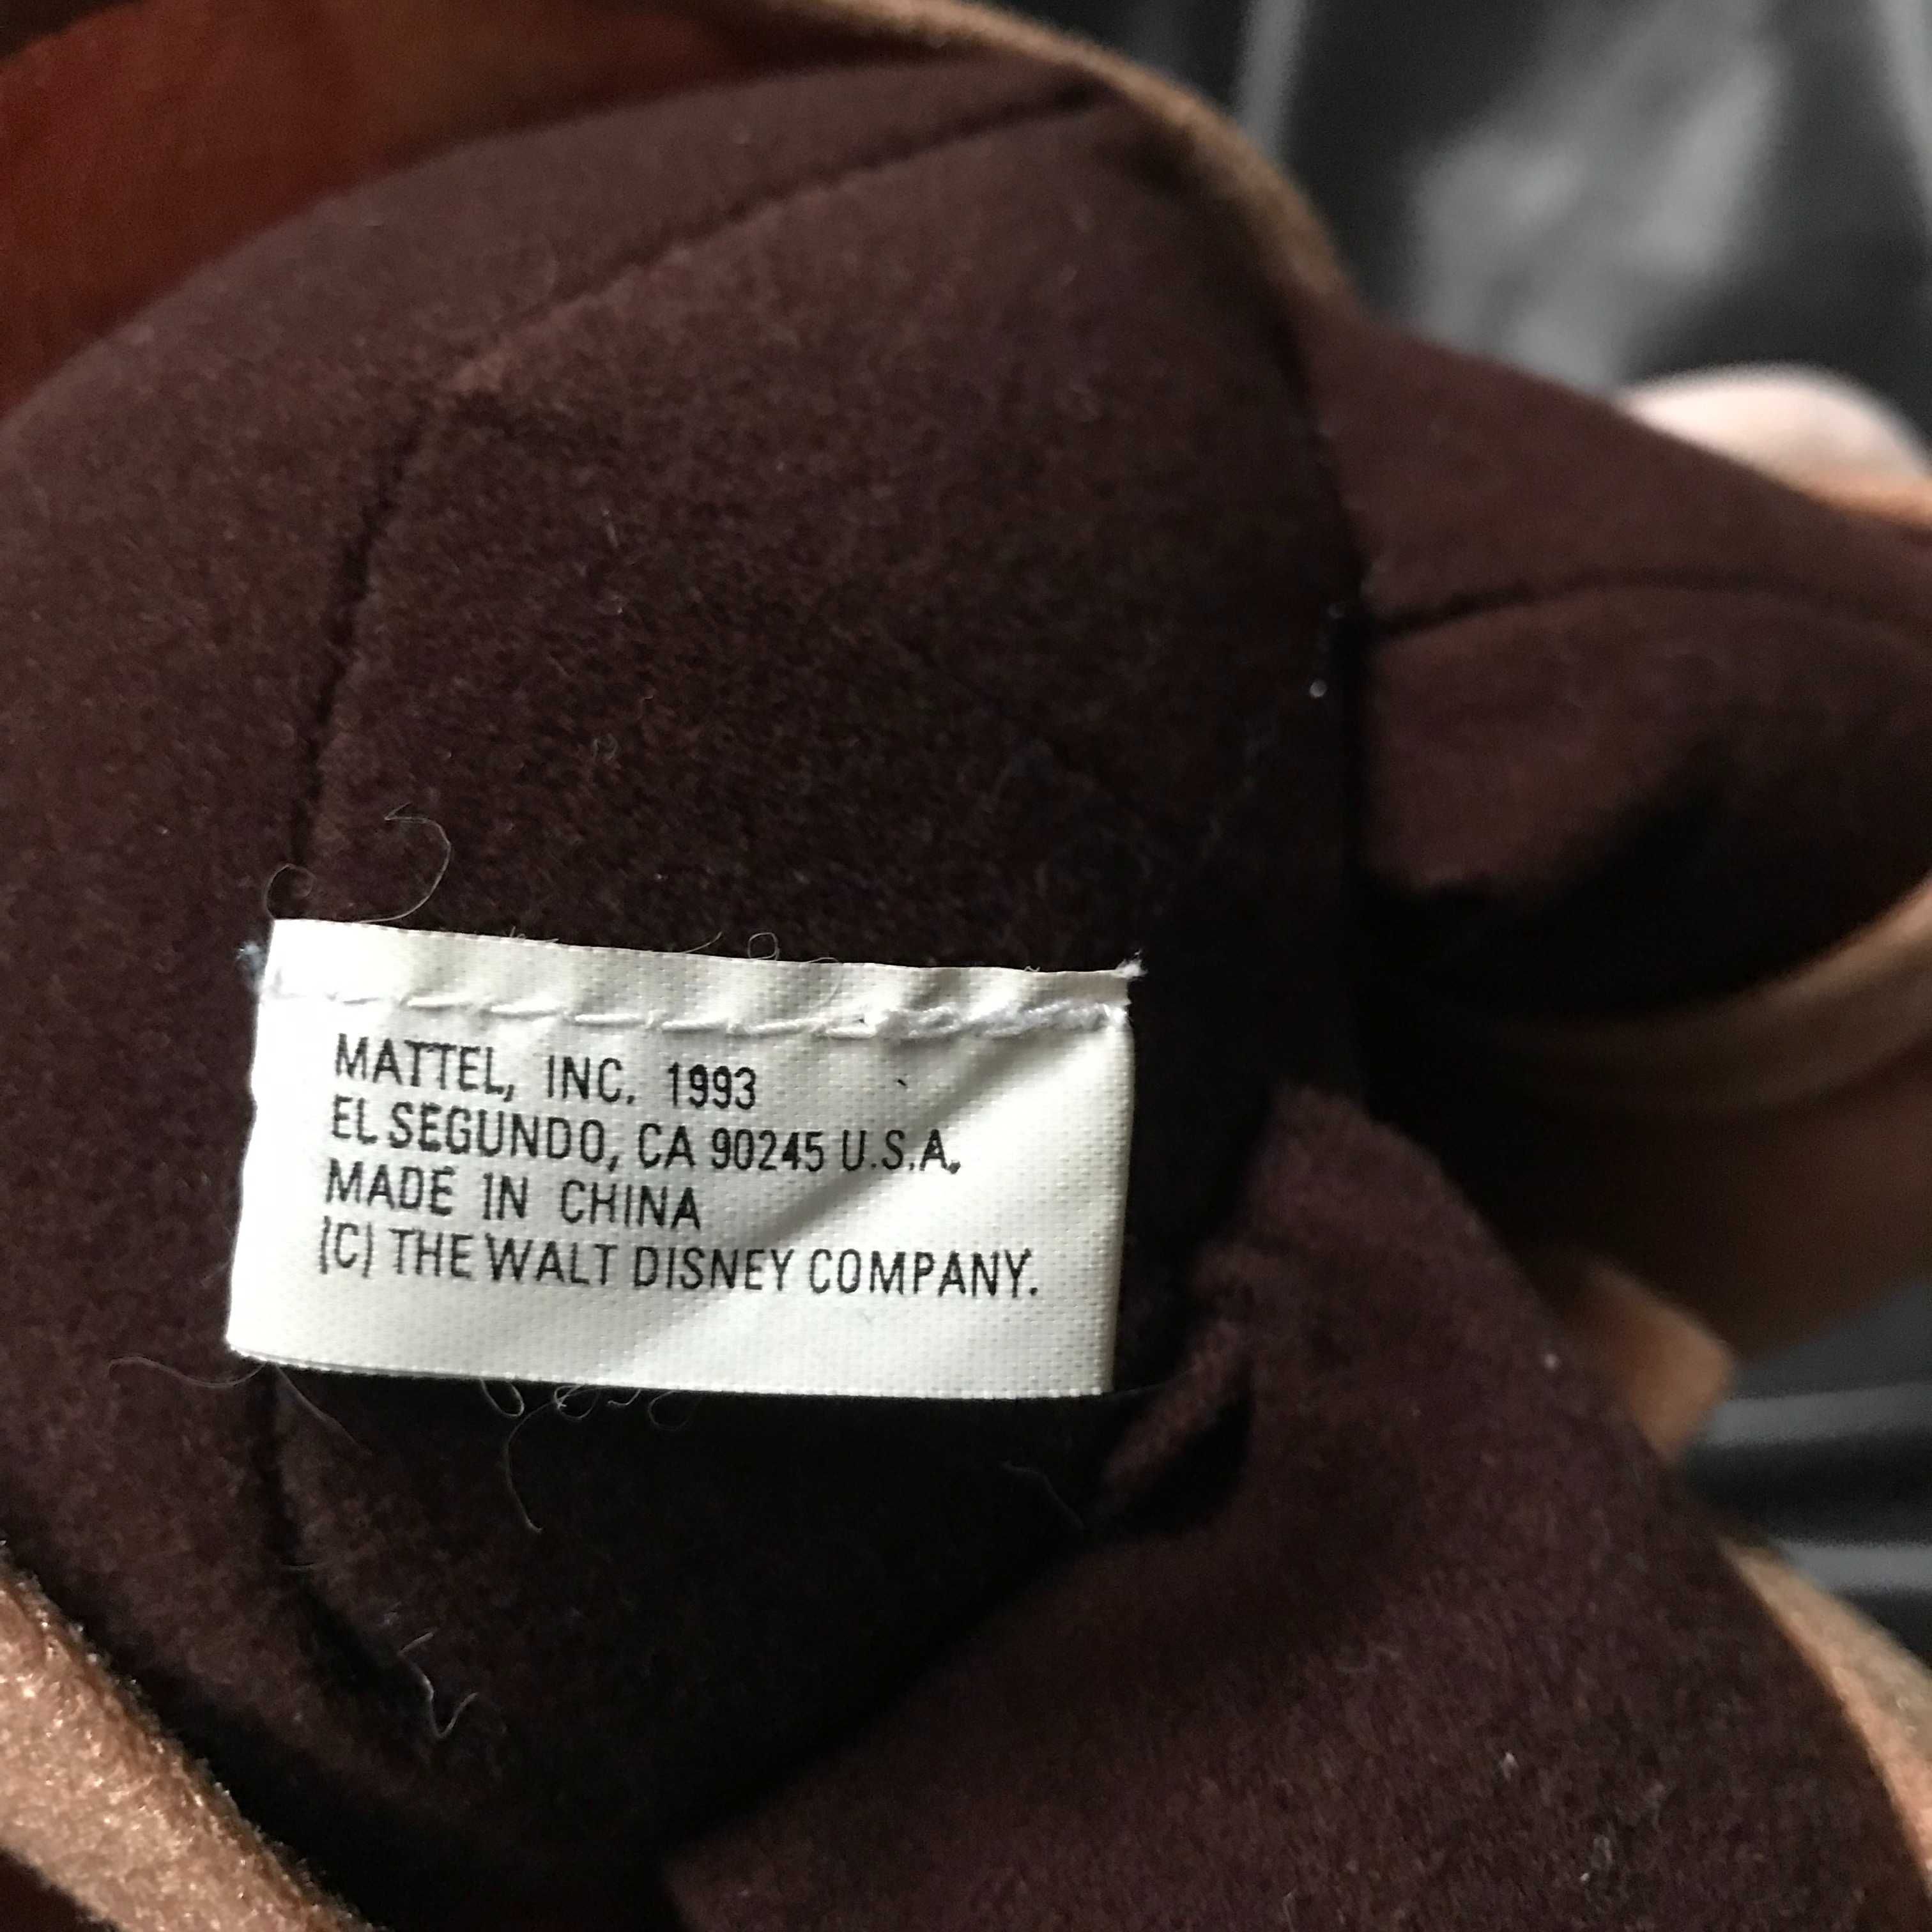 MATTEL, INC. 1993
EL SEGUNDO, CA 90245 U.S.A.
MADE IN CHINA
(C) THE WALT DISNEY COMPANY.